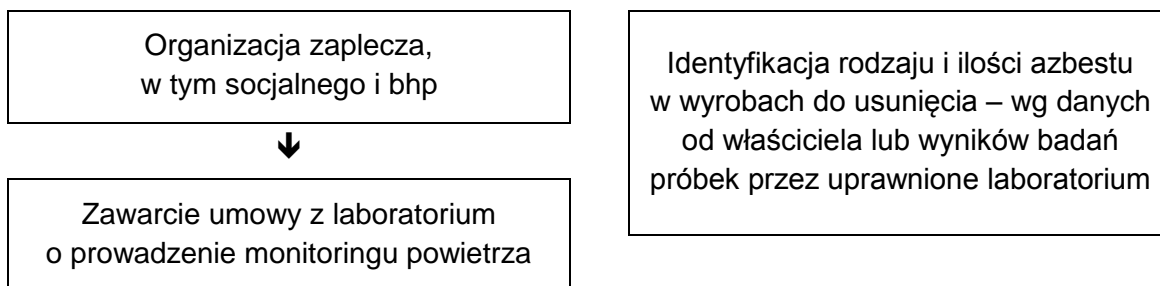 Organizacja zaplecza,
w tym socjalnego i bhp
Zawarcie umowy z laboratorium
o prowadzenie monitoringu powietrza
Identyfikacja rodzaju i ilości azbestu
w wyrobach do usunięcia – wg danych
od właściciela lub wyników badań
próbek przez uprawnione laboratorium